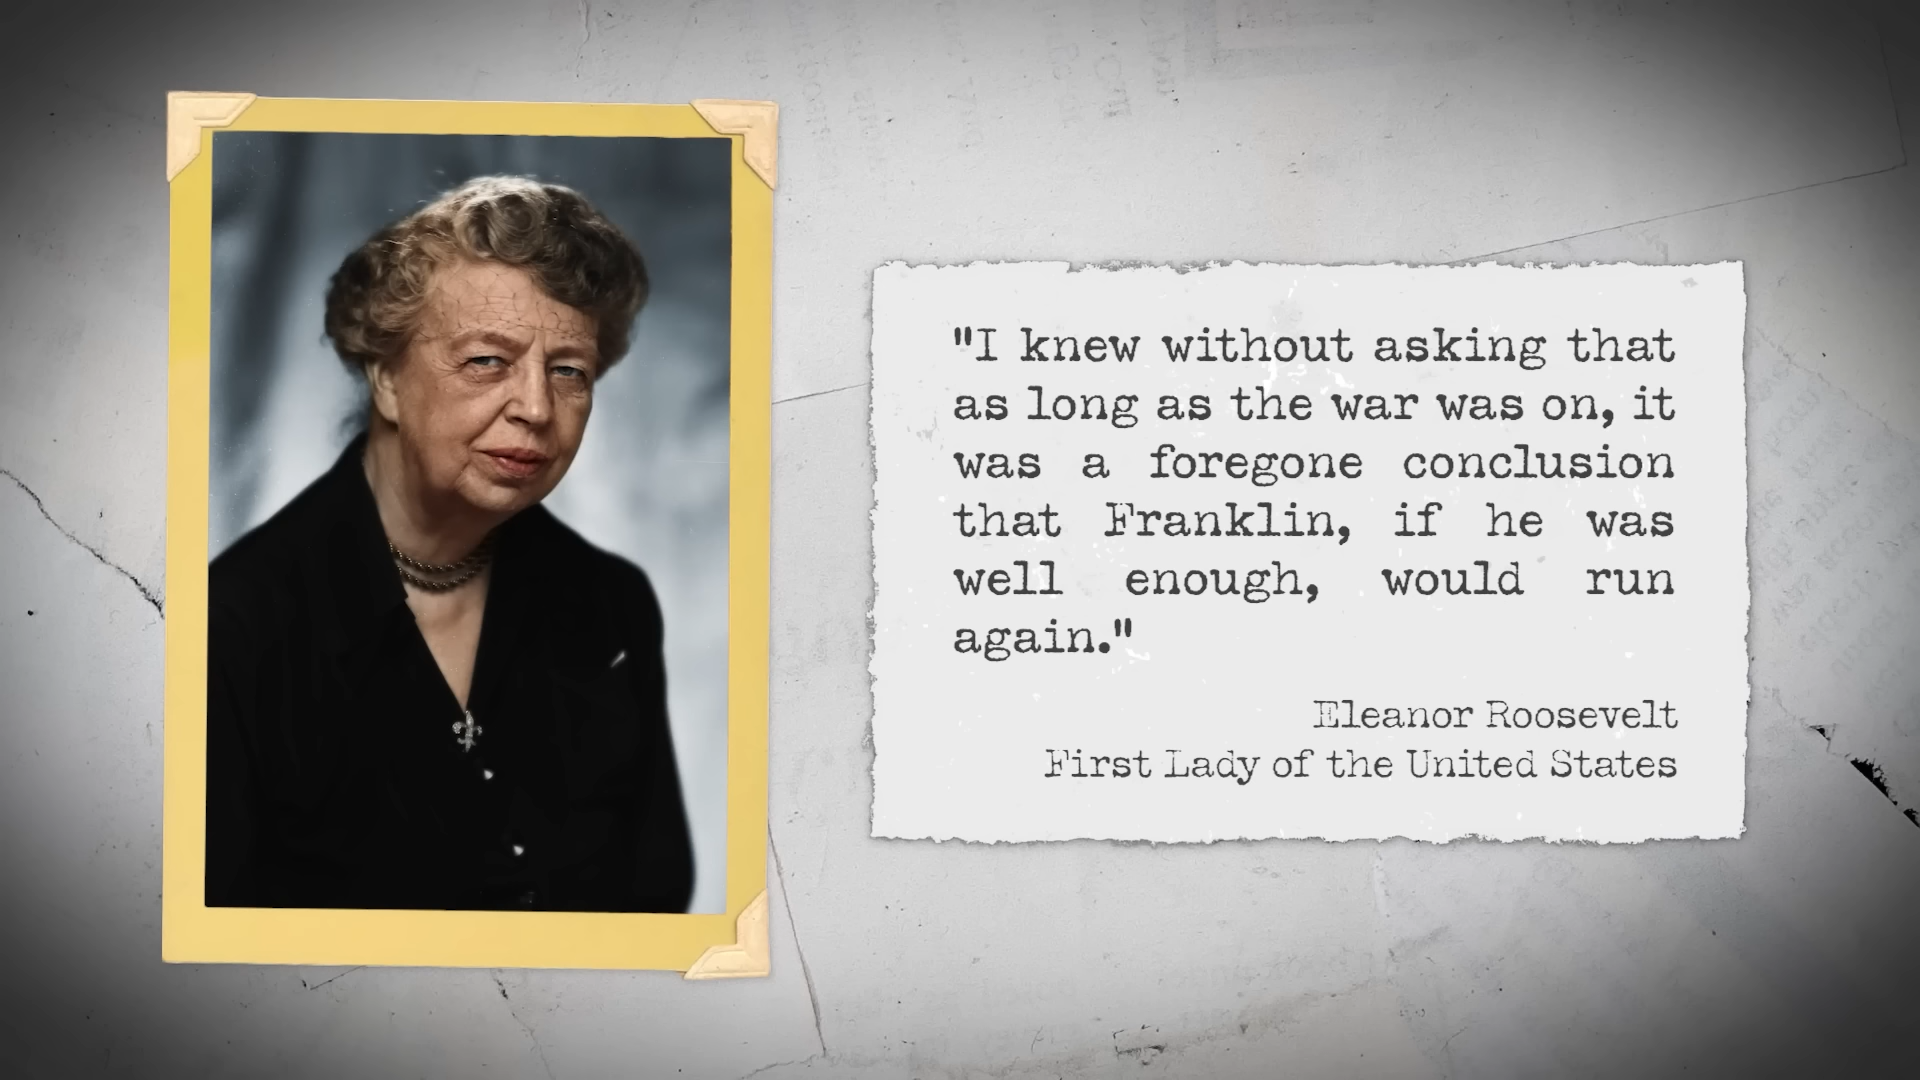 "I knew without asking that
as long as the war was on, it
was a foregone conclusion
that Franklin, if he was
well enough, would run
again."
Eleanor Roosevelt
First Lady of the United States